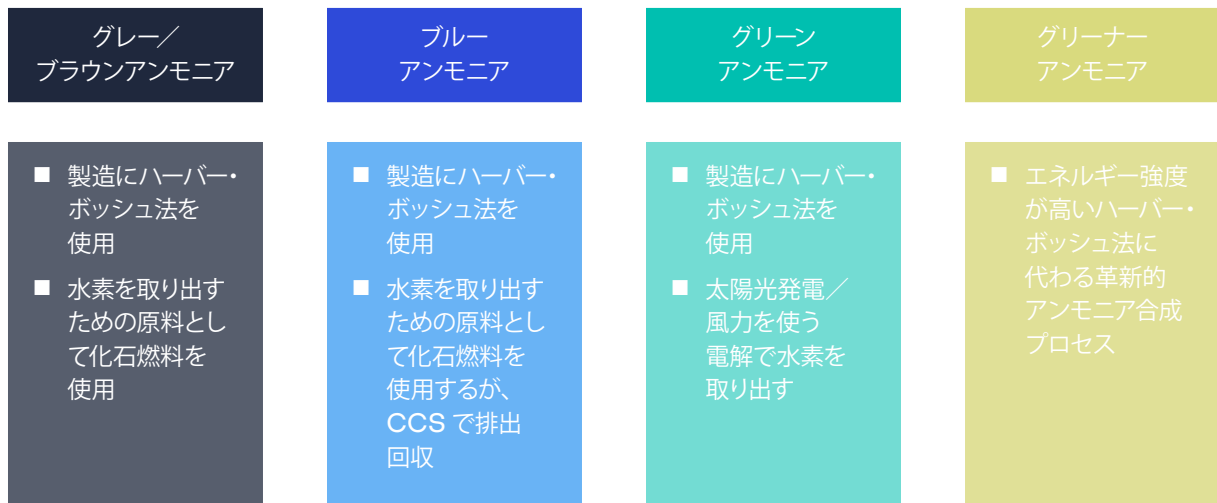 グレー／
ブラウンアンモニア
ブルー
アンモニア
グリーン
アンモニア
グリーナー
アンモニア
■ 製造にハーバー・
ボッシュ法を
使用
■ 水素を取り出す
ための原料とし
て化石燃料を
使用
■ 製造にハーバー・
ボッシュ法を
使用
■ 水素を取り出す
ための原料とし
て化石燃料を
使用するが、
CCS で排出
回収
■ 製造にハーバー・
ボッシュ法を
使用
■ 太陽光発電／
風力を使う
電解で水素を
取り出す
■ エネルギー強度
が高いハーバー・
ボッシュ法に
代わる革新的
アンモニア合成
プロセス